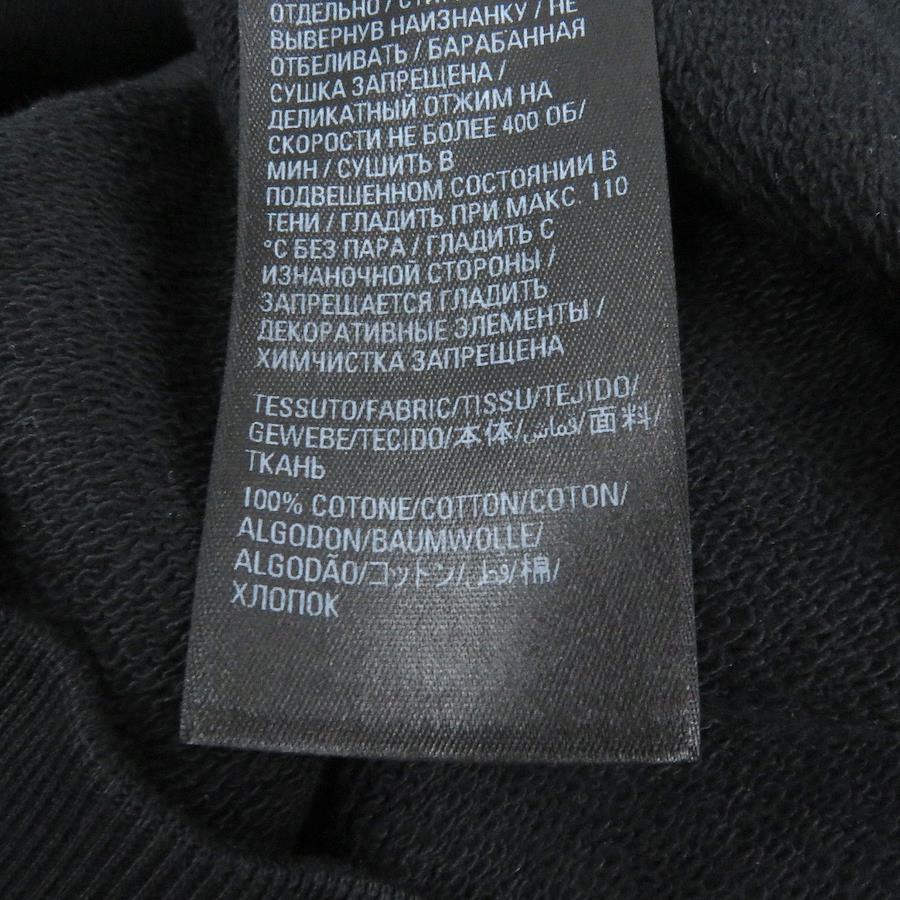 ОТДЕЛЬНО /
ВЫВЕРНУВ НАИЗНАНКУ / НЕ
ОТБЕЛИВАТЬ / БАРАБАННАЯ
СУШКА ЗАПРЕЩЕНА /
ДЕЛИКАТНЫЙ ОТЖИМ НА
СКОРОСТИ НЕ БОЛЕЕ 400 ОБ/
МИН / СУШИТЬ В
ПОДВЕШЕННОМ СОСТОЯНИИ В
ТЕНИ / ГЛАДИТЬ ПРИ МАКС. 110
°С БЕЗ ПАРА / ГЛАДИТЬ С
ИЗНАНОЧНОЙ СТОРОНЫ /
ЗАПРЕЩАЕТСЯ ГЛАДИТЬ
ДЕКОРАТИВНЫЕ ЭЛЕМЕНТЫ /
ХИМЧИСТКА ЗАПРЕЩЕНА
TESSUTO/FABRIC/TISSU/TEJIDO/
GEWEBE/TECIDO/本体/قماش/面料/
ТКАНЬ
100% COTONE/COTTON/COTON/
ALGODON/BAUMWOLLE/
ALGODÃO/コットン/قطن/棉/
ХЛОПОК